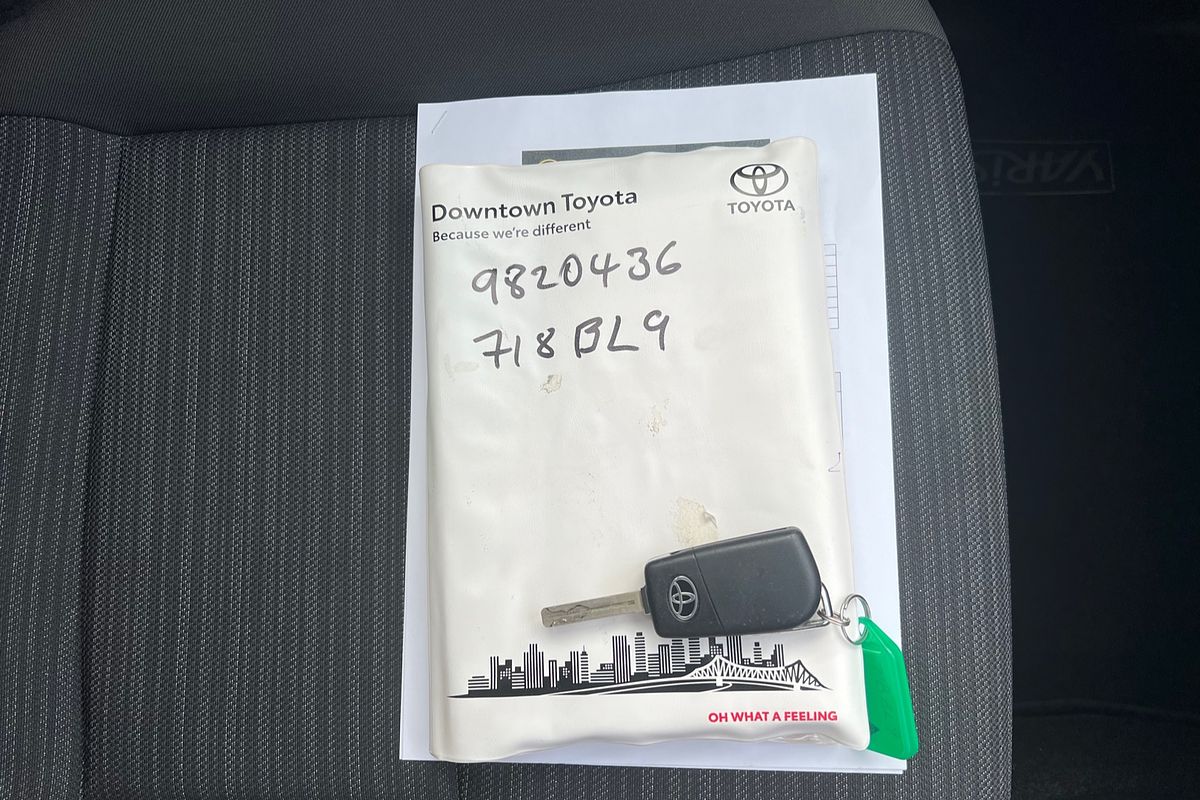 Downtown Toyota
Because we're different
TOYOTA
9820436
718BL9
OH WHAT A FEELING
YARiS